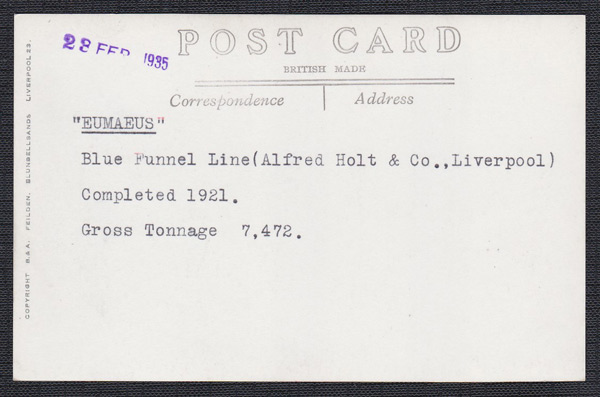 28 FEB 1935
POST CARD
BRITISH MADE
Correspondence | Address
"EUMAEUS"
Blue Funnel Line(Alfred Holt & Co.,Liverpool)
Completed 1921.
Gross Tonnage 7,472.
COPYRIGHT B.& A. FEILDEN. BLUNDELLSANDS LIVERPOOL 23.